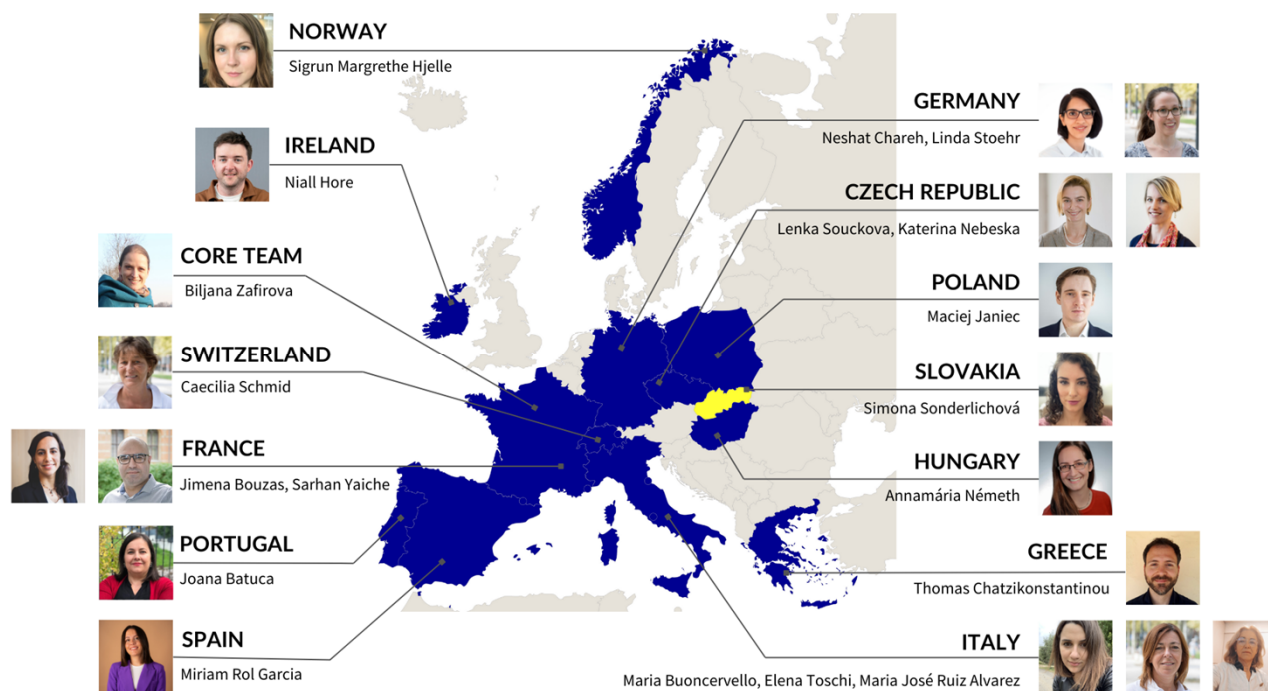 NORWAY
Sigrun Margrethe Hjelle
IRELAND
Niall Hore
CORE TEAM
Biljana Zafirova
SWITZERLAND
Caecilia Schmid
FRANCE
Jimena Bouzas, Sarhan Yaiche
PORTUGAL
Joana Batuca
SPAIN
Miriam Rol Garcia
GERMANY
Neshat Chareh, Linda Stoehr
CZECH REPUBLIC
Lenka Souckova, Katerina Nebeska
POLAND
Maciej Janiec
SLOVAKIA
Simona Sonderlichová
HUNGARY
Annamária Németh
GREECE
Thomas Chatzikonstantinou
ITALY
Maria Buoncervello, Elena Toschi, Maria José Ruiz Alvarez